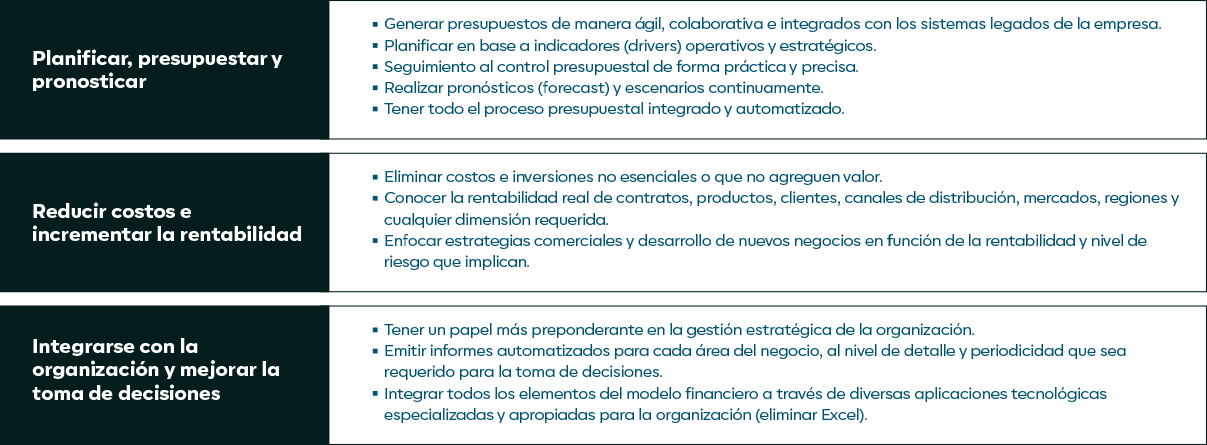 Planificar, presupuestar y
pronosticar
▪ Generar presupuestos de manera ágil, colaborativa e integrados con los sistemas legados de la empresa.
▪ Planificar en base a indicadores (drivers) operativos y estratégicos.
▪ Seguimiento al control presupuestal de forma práctica y precisa.
▪ Realizar pronósticos (forecast) y escenarios continuamente.
▪ Tener todo el proceso presupuestal integrado y automatizado.
Reducir costos e
incrementar la rentabilidad
▪ Eliminar costos e inversiones no esenciales o que no agreguen valor.
▪ Conocer la rentabilidad real de contratos, productos, clientes, canales de distribución, mercados, regiones y
cualquier dimensión requerida.
▪ Enfocar estrategias comerciales y desarrollo de nuevos negocios en función de la rentabilidad y nivel de
riesgo que implican.
Integrarse con la
organización y mejorar la
toma de decisiones
▪ Tener un papel más preponderante en la gestión estratégica de la organización.
▪ Emitir informes automatizados para cada área del negocio, al nivel de detalle y periodicidad que sea
requerido para la toma de decisiones.
▪ Integrar todos los elementos del modelo financiero a través de diversas aplicaciones tecnológicas
especializadas y apropiadas para la organización (eliminar Excel).